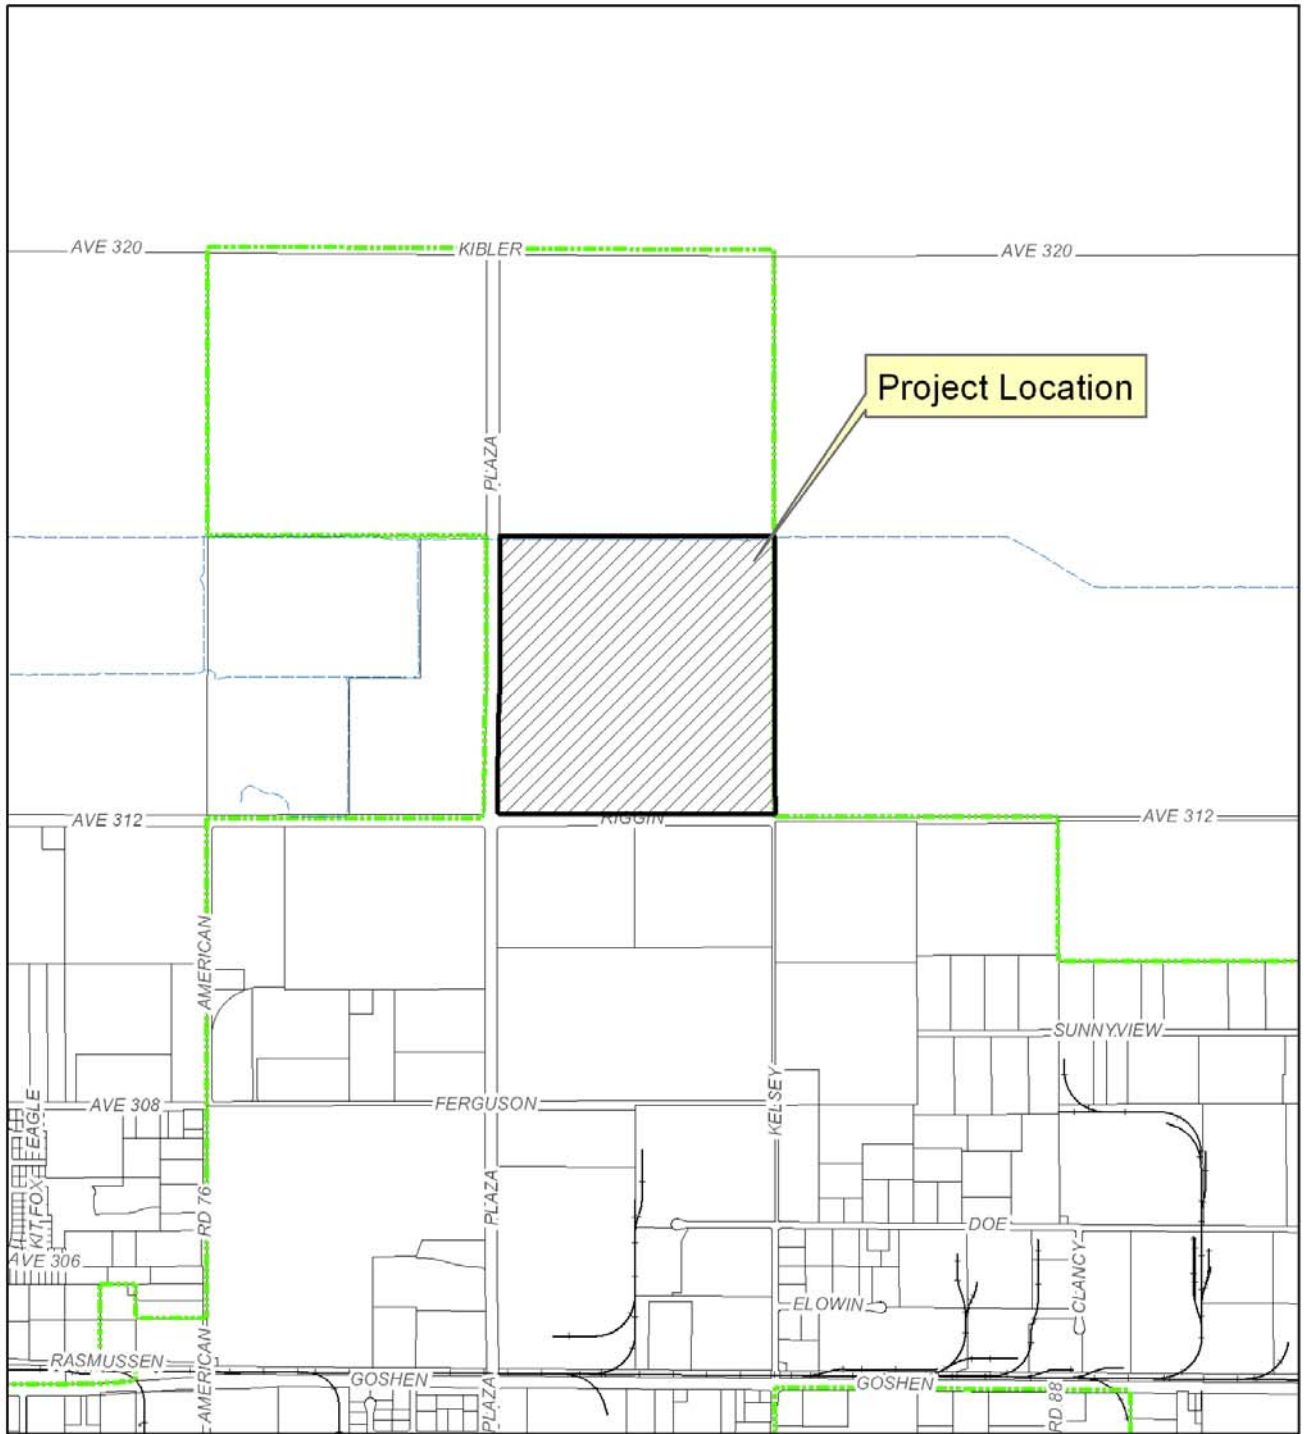 AVE 320
KIBLER
AVE 320
Project Location
PLAZA
AVE 312
RIGGIN
AVE 312
AMERICAN
SUNNYVIEW
KELSEY
EAGLE
AVE 308
FERGUSON
KIT FOX
RD 76
PLAZA
DOE
AVE 306
CLANCY
ELOWIN
RASMUSSEN
AMERICAN
GOSHEN
PLAZA
GOSHEN
RD 88